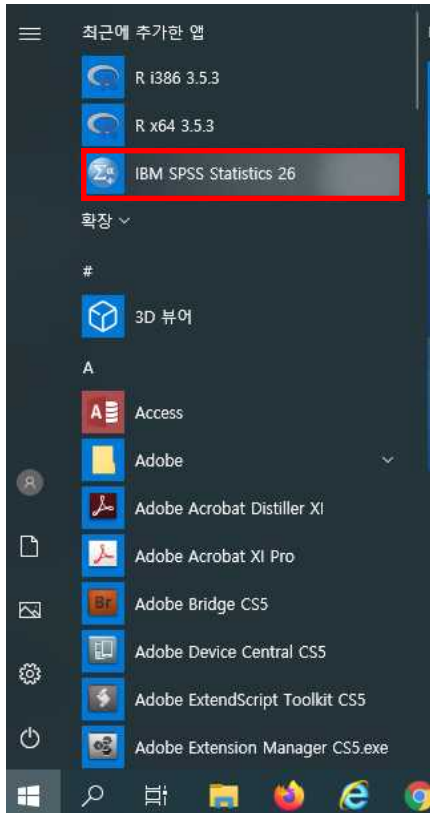 최근에 추가한 앱
R i386 3.5.3
R x64 3.5.3
IBM SPSS Statistics 26
확장
#
3D 뷰어
A
Access
Adobe
Adobe Acrobat Distiller XI
Adobe Acrobat XI Pro
Adobe Bridge CS5
Adobe Device Central CS5
Adobe ExtendScript Toolkit CS5
Adobe Extension Manager CS5.exe